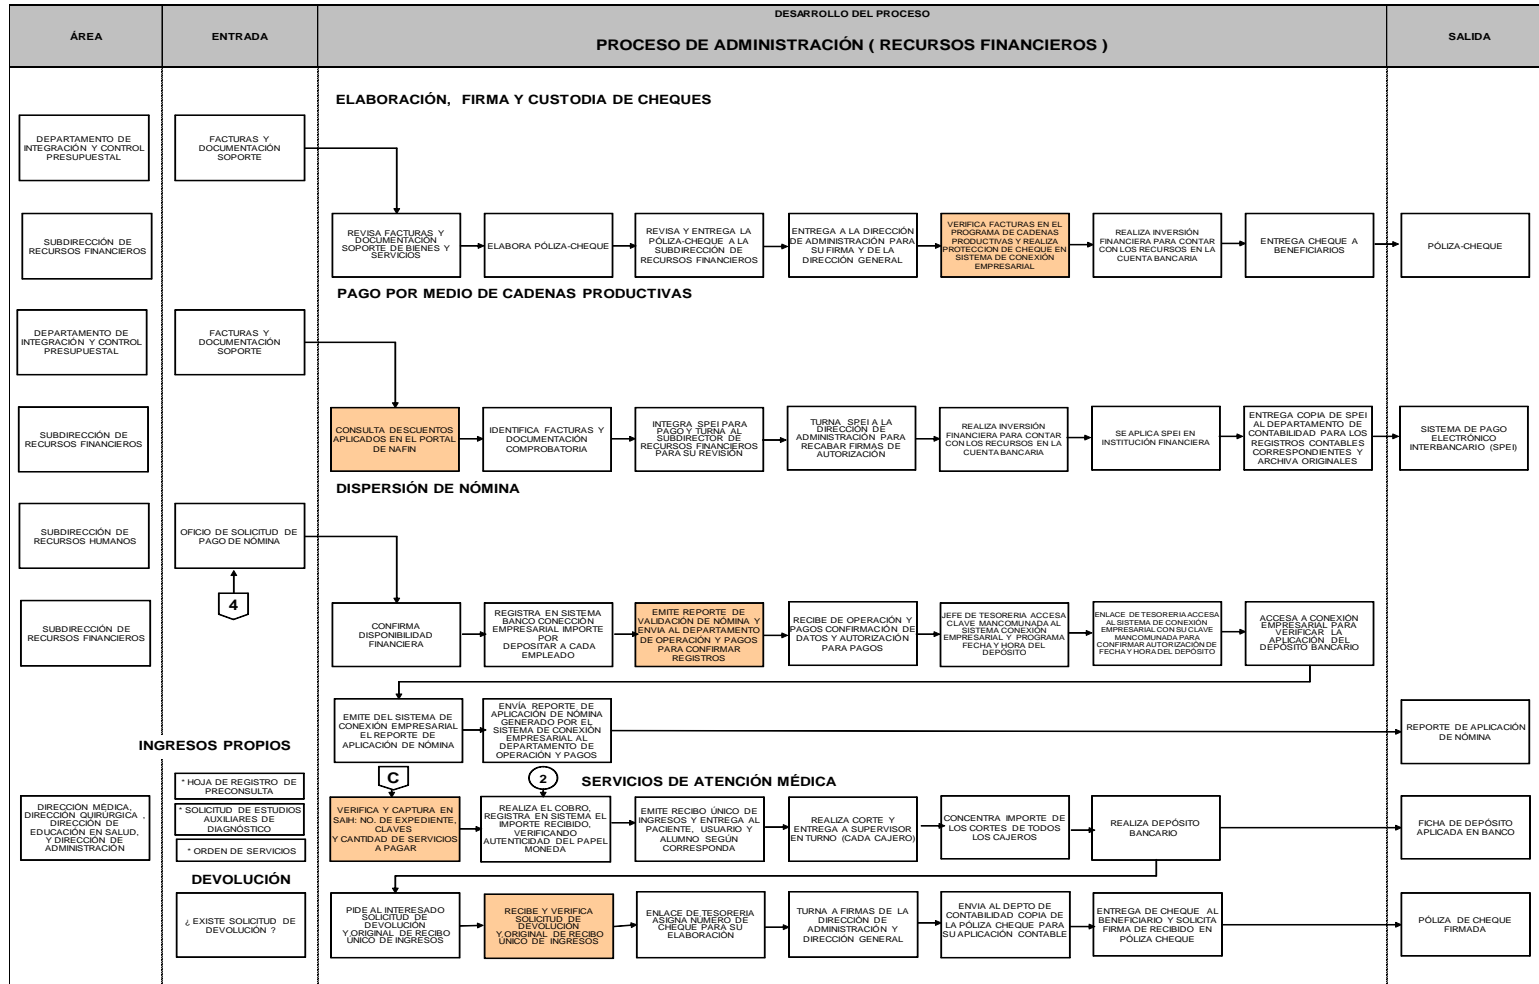 ÁREA
ENTRADA
DESARROLLO DEL PROCESO
PROCESO DE ADMINISTRACIÓN ( RECURSOS FINANCIEROS )
SALIDA
ELABORACIÓN, FIRMA Y CUSTODIA DE CHEQUES
DEPARTAMENTO DE
INTEGRACIÓN Y CONTROL
PRESUPUESTAL
FACTURAS Y
DOCUMENTACIÓN
SOPORTE
SUBDIRECCIÓN DE
RECURSOS FINANCIEROS
REVISA FACTURAS Y
DOCUMENTACIÓN
SOPORTE DE BIENES Y
SERVICIOS
ELABORA PÓLIZA-CHEQUE
REVISA Y ENTREGA LA
PÓLIZA-CHEQUE A LA
SUBDIRECCIÓN DE
RECURSOS FINANCIEROS
ENTREGA A LA DIRECCIÓN
DE ADMINISTRACIÓN PARA
SU FIRMA Y DE LA
DIRECCIÓN GENERAL
VERIFICA FACTURAS EN EL
PROGRAMA DE CADENAS
PRODUCTIVAS Y REALIZA
PROTECCION DE CHEQUE EN
SISTEMA DE CONEXIÓN
EMPRESARIAL
REALIZA INVERSIÓN
FINANCIERA PARA CONTAR
CON LOS RECURSOS EN LA
CUENTA BANCARIA
ENTREGA CHEQUE A
BENEFICIARIOS
PÓLIZA-CHEQUE
PAGO POR MEDIO DE CADENAS PRODUCTIVAS
DEPARTAMENTO DE
INTEGRACIÓN Y CONTROL
PRESUPUESTAL
FACTURAS Y
DOCUMENTACIÓN
SOPORTE
SUBDIRECCIÓN DE
RECURSOS FINANCIEROS
CONSULTA DESCUENTOS
APLICADOS EN EL PORTAL
DE NAFIN
IDENTIFICA FACTURAS Y
DOCUMENTACIÓN
COMPROBATORIA
INTEGRA SPEI PARA
PAGO Y TURNA AL
SUBDIRECTOR DE
RECURSOS FINANCIEROS
PARA SU REVISIÓN
TURNA SPEI A LA
DIRECCIÓN DE
ADMINISTRACIÓN PARA
RECABAR FIRMAS DE
AUTORIZACIÓN
REALIZA INVERSIÓN
FINANCIERA PARA CONTAR
CON LOS RECURSOS EN LA
CUENTA BANCARIA
SE APLICA SPEI EN
INSTITUCIÓN FINANCIERA
ENTREGA COPIA DE SPEI
AL DEPARTAMENTO DE
CONTABILIDAD PARA LOS
REGISTROS CONTABLES
CORRESPONDIENTES Y
ARCHIVA ORIGINALES
SISTEMA DE PAGO
ELECTRÓNICO
INTERBANCARIO (SPEI)
DISPERSIÓN DE NÓMINA
SUBDIRECCIÓN DE
RECURSOS HUMANOS
OFICIO DE SOLICITUD DE
PAGO DE NÓMINA
4
SUBDIRECCIÓN DE
RECURSOS FINANCIEROS
CONFIRMA
DISPONIBILIDAD
FINANCIERA
REGISTRA EN SISTEMA
BANCO CONECCIÓN
EMPRESARIAL IMPORTE
POR
DEPOSITAR A CADA
EMPLEADO
EMITE REPORTE DE
VALIDACIÓN DE NÓMINA Y
ENVIA AL DEPARTAMENTO
DE OPERACIÓN Y PAGOS
PARA CONFIRMAR
REGISTROS
RECIBE DE OPERACIÓN Y
PAGOS CONFIRMACIÓN DE
DATOS Y AUTORIZACIÓN
PARA PAGOS
JEFE DE TESORERIA ACCESA
CLAVE MANCOMUNADA AL
SISTEMA CONEXIÓN
EMPRESARIAL Y PROGRAMA
FECHA Y HORA DEL
DEPÓSITO
ENLACE DE TESORERIA ACCESA
AL SISTEMA DE CONEXIÓN
EMPRESARIAL CON SU CLAVE
MANCOMUNADA PARA
CONFIRMAR AUTORIZACIÓN DE
FECHA Y HORA DEL DEPÓSITO
ACCESA A CONEXIÓN
EMPRESARIAL PARA
VERIFICAR LA
APLICACIÓN DEL
DEPÓSITO BANCARIO
EMITE DEL SISTEMA DE
CONEXIÓN EMPRESARIAL
EL REPORTE DE
APLICACIÓN DE NÓMINA
ENVÍA REPORTE DE
APLICACIÓN DE NÓMINA
GENERADO POR EL
SISTEMA DE CONEXIÓN
EMPRESARIAL AL
DEPARTAMENTO DE
OPERACIÓN Y PAGOS
REPORTE DE APLICACIÓN
DE NÓMINA
INGRESOS PROPIOS
C
2
SERVICIOS DE ATENCIÓN MÉDICA
DIRECCIÓN MÉDICA,
DIRECCIÓN QUIRÚRGICA ,
DIRECCIÓN DE
EDUCACIÓN EN SALUD,
Y DIRECCIÓN DE
ADMINISTRACIÓN
* HOJA DE REGISTRO DE
PRECONSULTA
* SOLICITUD DE ESTUDIOS
AUXILIARES DE
DIAGNÓSTICO
* ORDEN DE SERVICIOS
VERIFICA Y CAPTURA EN
SAIH: NO. DE EXPEDIENTE,
CLAVES
Y CANTIDAD DE SERVICIOS
A PAGAR
REALIZA EL COBRO,
REGISTRA EN SISTEMA EL
IMPORTE RECIBIDO,
VERIFICANDO
AUTENTICIDAD DEL PAPEL
MONEDA
EMITE RECIBO ÚNICO DE
INGRESOS Y ENTREGA AL
PACIENTE, USUARIO Y
ALUMNO SEGÚN
CORRESPONDA
REALIZA CORTE Y
ENTREGA A SUPERVISOR
EN TURNO (CADA CAJERO)
CONCENTRA IMPORTE DE
LOS CORTES DE TODOS
LOS CAJEROS
REALIZA DEPÓSITO
BANCARIO
FICHA DE DEPÓSITO
APLICADA EN BANCO
DEVOLUCIÓN
¿ EXISTE SOLICITUD DE
DEVOLUCIÓN ?
PIDE AL INTERESADO
SOLICITUD DE
DEVOLUCIÓN
Y ORIGINAL DE RECIBO
ÚNICO DE INGRESOS
RECIBE Y VERIFICA
SOLICITUD DE
DEVOLUCIÓN
Y ORIGINAL DE RECIBO
ÚNICO DE INGRESOS
ENLACE DE TESORERIA
ASIGNA NÚMERO DE
CHEQUE PARA SU
ELABORACIÓN
TURNA A FIRMAS DE LA
DIRECCIÓN DE
ADMINISTRACIÓN Y
DIRECCIÓN GENERAL
ENVIA AL DEPTO DE
CONTABILIDAD COPIA DE
LA PÓLIZA CHEQUE PARA
SU APLICACIÓN CONTABLE
ENTREGA DE CHEQUE AL
BENEFICIARIO Y SOLICITA
FIRMA DE RECIBIDO EN
PÓLIZA CHEQUE
PÓLIZA DE CHEQUE
FIRMADA